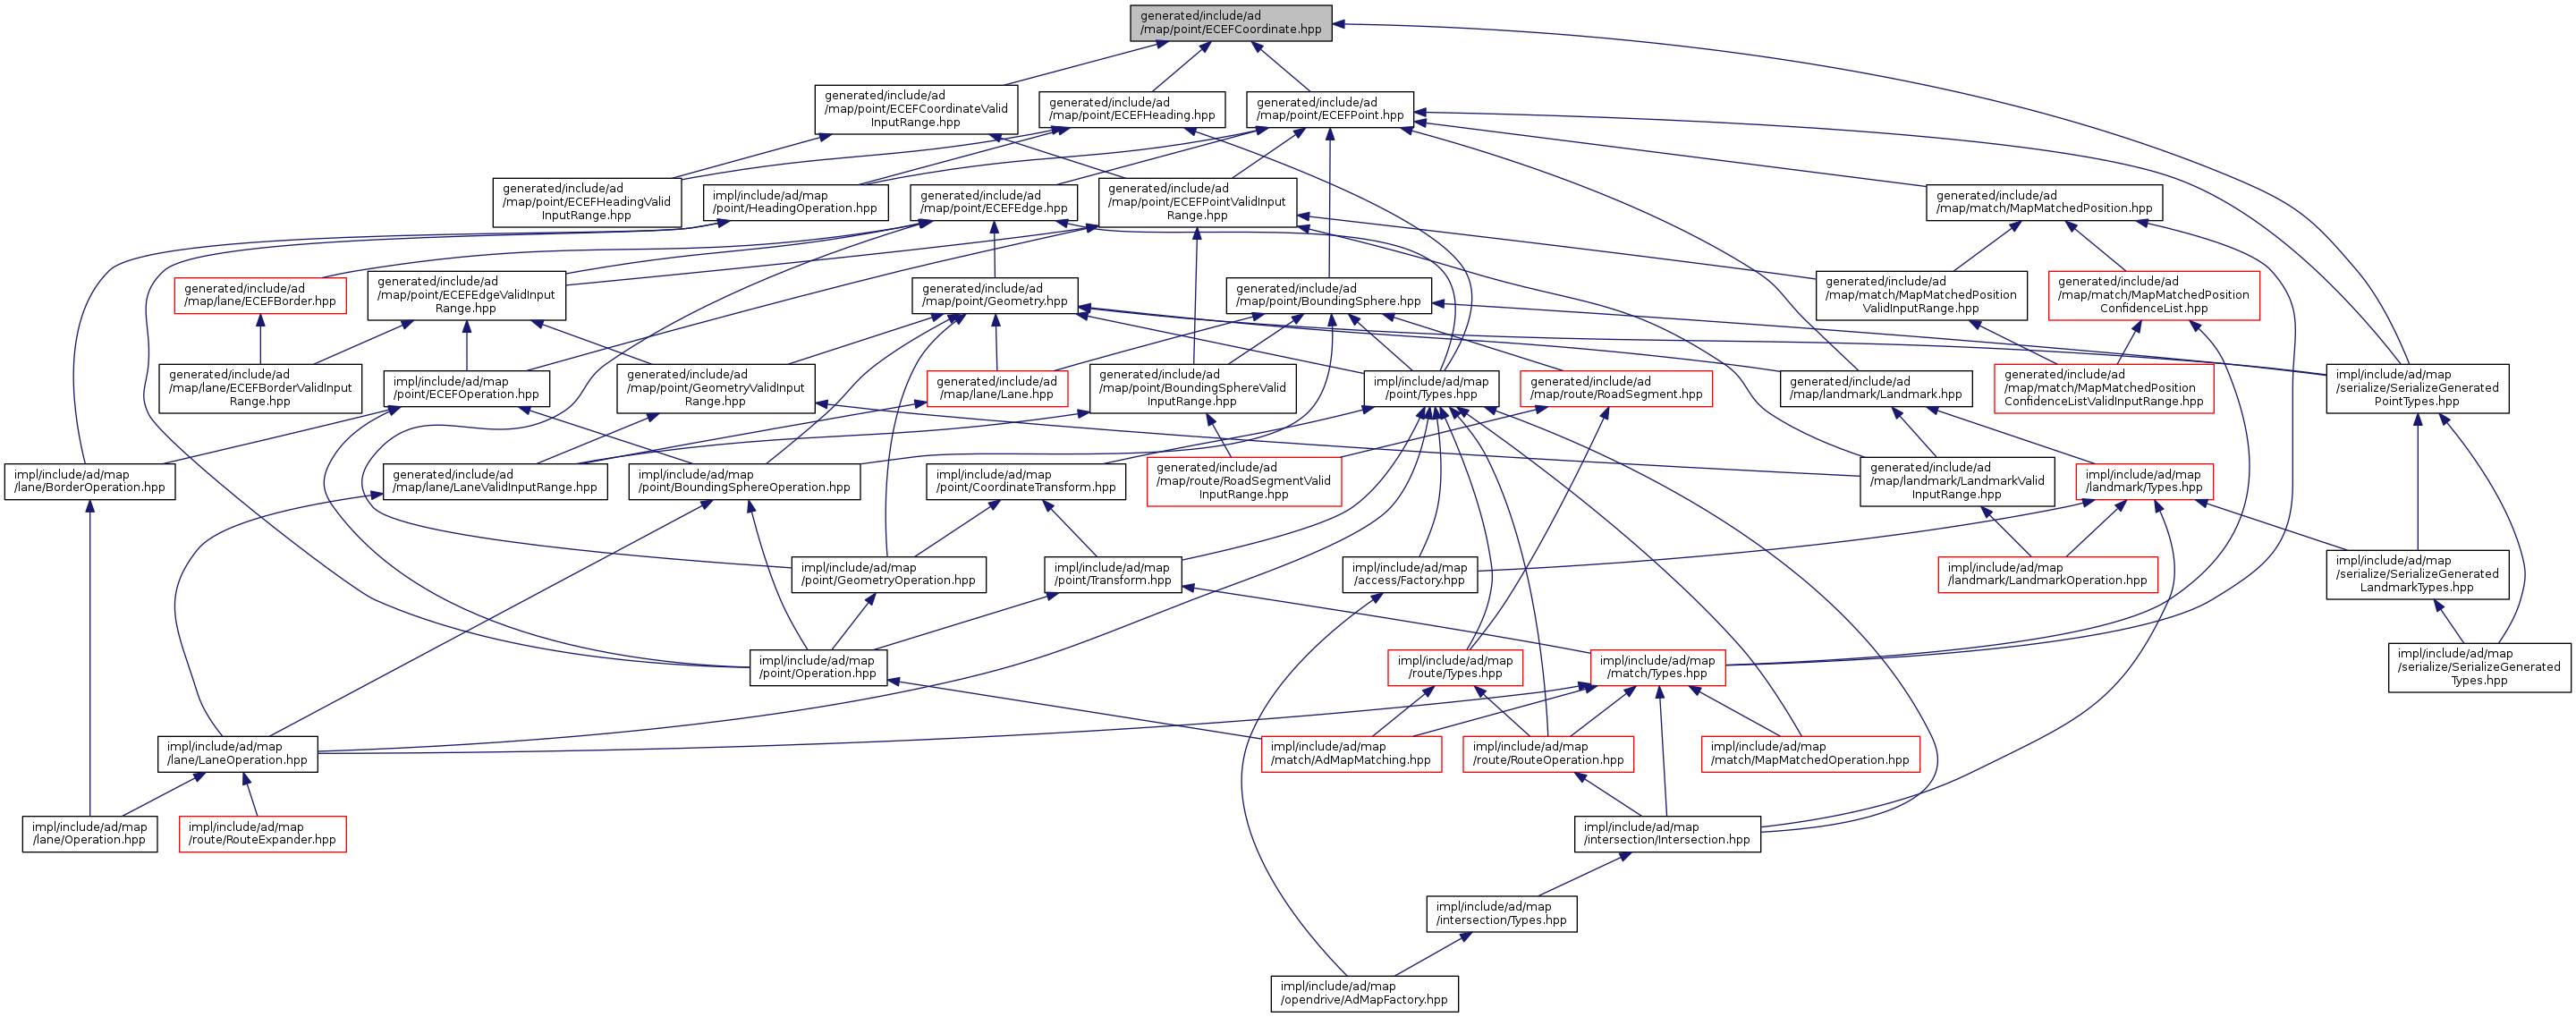 generated/include/ad
/map/point/ECEFCoordinate.hpp
generated/include/ad
/map/point/ECEFCoordinateValid
InputRange.hpp
generated/include/ad
/map/point/ECEFHeading.hpp
generated/include/ad
/map/point/ECEFPoint.hpp
generated/include/ad
/map/point/ECEFHeadingValid
InputRange.hpp
impl/include/ad/map
/point/HeadingOperation.hpp
generated/include/ad
/map/point/ECEFEdge.hpp
generated/include/ad
/map/point/ECEFPointValidInput
Range.hpp
generated/include/ad
/map/match/MapMatchedPosition.hpp
generated/include/ad
/map/lane/ECEFBorder.hpp
generated/include/ad
/map/point/ECEFEdgeValidInput
Range.hpp
generated/include/ad
/map/point/Geometry.hpp
generated/include/ad
/map/point/BoundingSphere.hpp
generated/include/ad
/map/match/MapMatchedPosition
ValidInputRange.hpp
generated/include/ad
/map/match/MapMatchedPosition
ConfidenceList.hpp
generated/include/ad
/map/lane/ECEFBorderValidInput
Range.hpp
impl/include/ad/map
/point/ECEFOperation.hpp
generated/include/ad
/map/point/GeometryValidInput
Range.hpp
generated/include/ad
/map/lane/Lane.hpp
generated/include/ad
/map/point/BoundingSphereValid
InputRange.hpp
impl/include/ad/map
/point/Types.hpp
generated/include/ad
/map/route/RoadSegment.hpp
generated/include/ad
/map/landmark/Landmark.hpp
generated/include/ad
/map/match/MapMatchedPosition
ConfidenceListValidInputRange.hpp
impl/include/ad/map
/serialize/SerializeGenerated
PointTypes.hpp
impl/include/ad/map
/lane/BorderOperation.hpp
generated/include/ad
/map/lane/LaneValidInputRange.hpp
impl/include/ad/map
/point/BoundingSphereOperation.hpp
impl/include/ad/map
/point/CoordinateTransform.hpp
generated/include/ad
/map/route/RoadSegmentValid
InputRange.hpp
generated/include/ad
/map/landmark/LandmarkValid
InputRange.hpp
impl/include/ad/map
/landmark/Types.hpp
impl/include/ad/map
/point/GeometryOperation.hpp
impl/include/ad/map
/point/Transform.hpp
impl/include/ad/map
/access/Factory.hpp
impl/include/ad/map
/landmark/LandmarkOperation.hpp
impl/include/ad/map
/serialize/SerializeGenerated
LandmarkTypes.hpp
impl/include/ad/map
/point/Operation.hpp
impl/include/ad/map
/route/Types.hpp
impl/include/ad/map
/match/Types.hpp
impl/include/ad/map
/serialize/SerializeGenerated
Types.hpp
impl/include/ad/map
/lane/LaneOperation.hpp
impl/include/ad/map
/match/AdMapMatching.hpp
impl/include/ad/map
/route/RouteOperation.hpp
impl/include/ad/map
/match/MapMatchedOperation.hpp
impl/include/ad/map
/lane/Operation.hpp
impl/include/ad/map
/route/RouteExpander.hpp
impl/include/ad/map
/intersection/Intersection.hpp
impl/include/ad/map
/intersection/Types.hpp
impl/include/ad/map
/opendrive/AdMapFactory.hpp